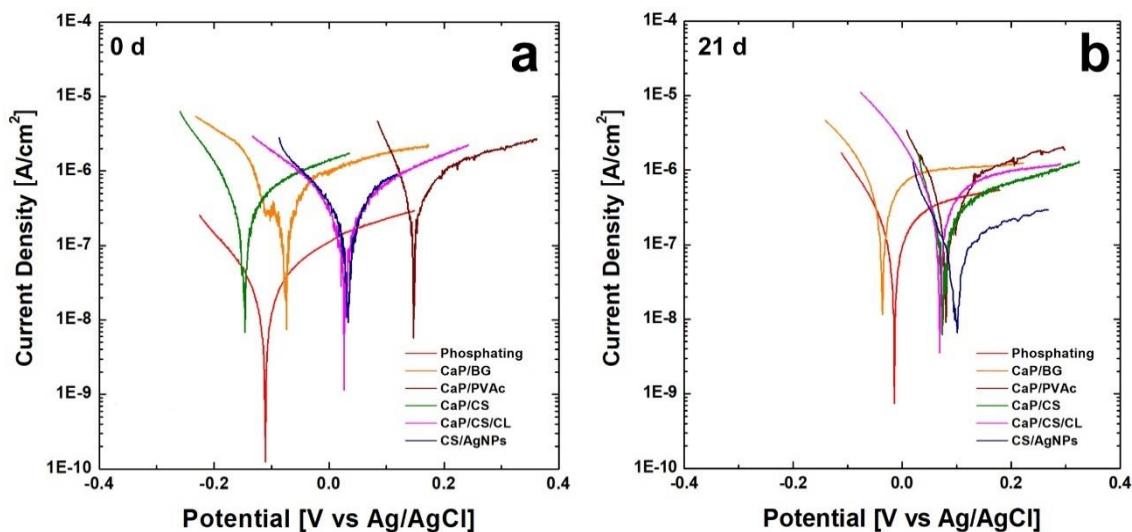 0 d
a
1E-4
1E-5
1E-6
1E-7
1E-8
1E-9
1E-10
Current Density [A/cm²]
Phosphating
CaP/BG
CaP/PVAc
CaP/CS
CaP/CS/CL
CS/AgNPs
-0.4
-0.2
0.0
0.2
0.4
Potential [V vs Ag/AgCl]
21 d
b
1E-4
1E-5
1E-6
1E-7
1E-8
1E-9
1E-10
Current Density [A/cm²]
Phosphating
CaP/BG
CaP/PVAc
CaP/CS
CaP/CS/CL
CS/AgNPs
-0.4
-0.2
0.0
0.2
0.4
Potential [V vs Ag/AgCl]